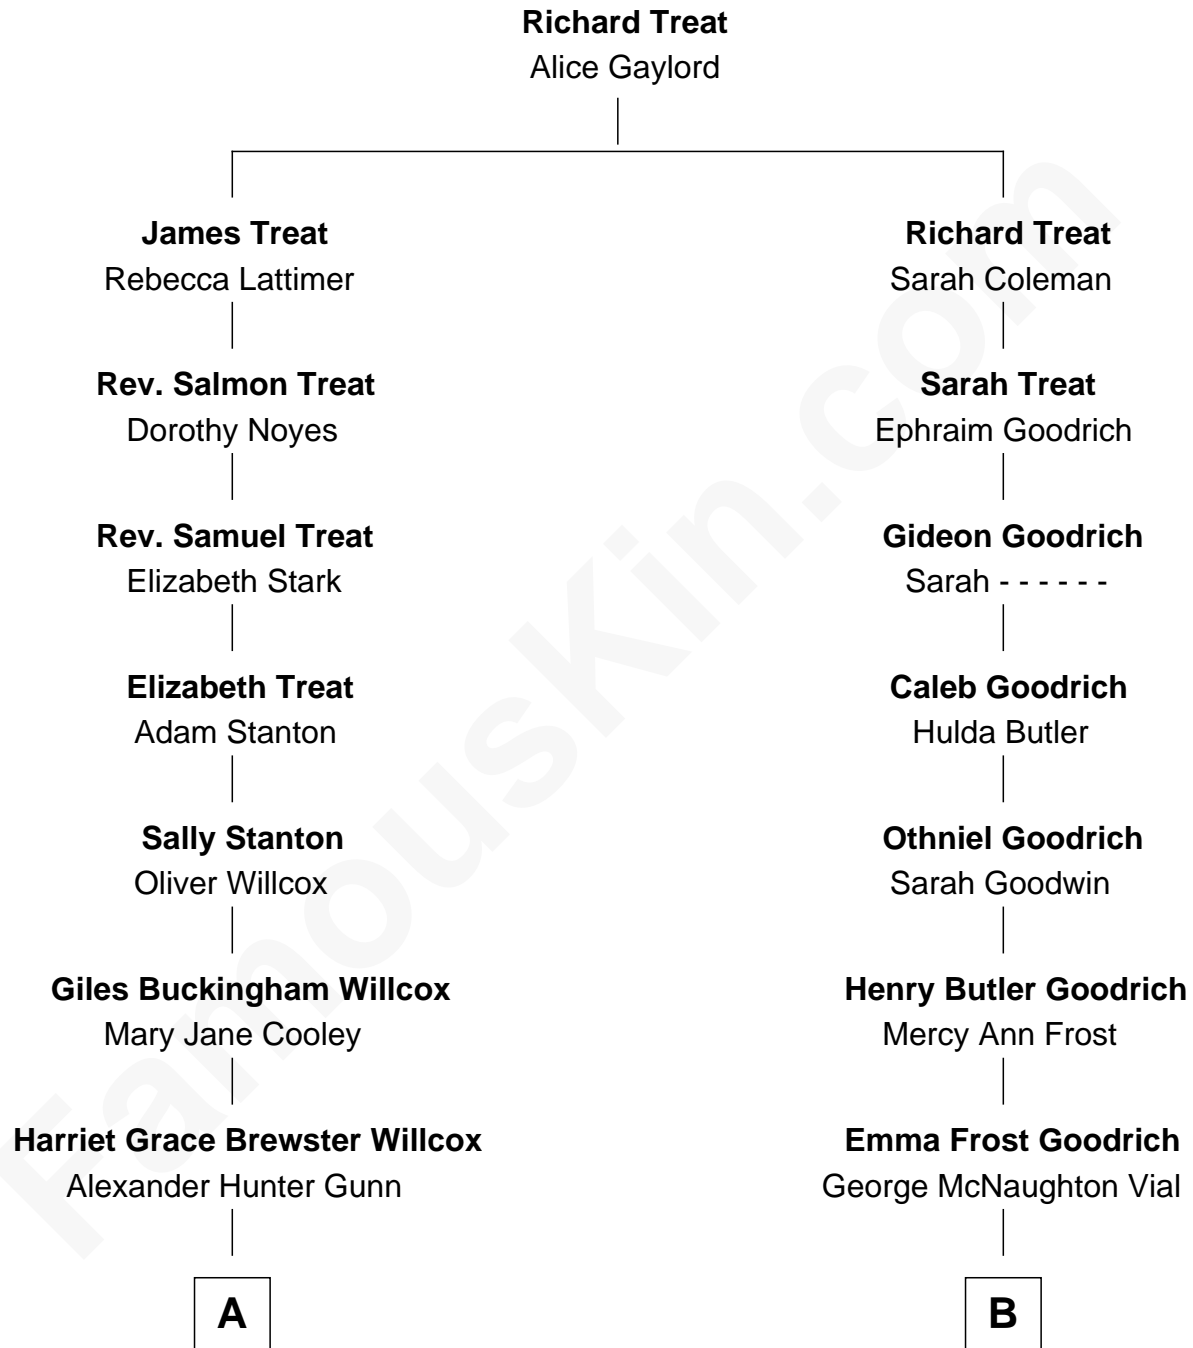 Richard Treat
Alice Gaylord
James Treat
Rebecca Lattimer
Rev. Salmon Treat
Dorothy Noyes
Rev. Samuel Treat
Elizabeth Stark
Elizabeth Treat
Adam Stanton
Sally Stanton
Oliver Willcox
Giles Buckingham Willcox
Mary Jane Cooley
Harriet Grace Brewster Willcox
Alexander Hunter Gunn
A
Richard Treat
Sarah Coleman
Sarah Treat
Ephraim Goodrich
Gideon Goodrich
Sarah - - - - - -
Caleb Goodrich
Hulda Butler
Othniel Goodrich
Sarah Goodwin
Henry Butler Goodrich
Mercy Ann Frost
Emma Frost Goodrich
George McNaughton Vial
B
FamousKin.com